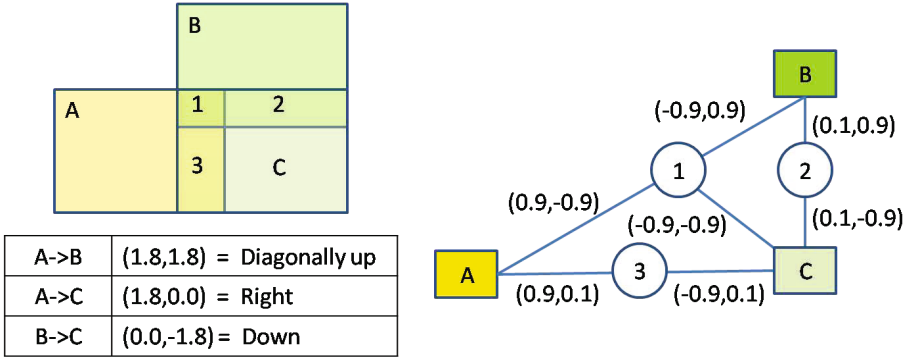 B
A
1
2
3
C
A->B (1.8,1.8) = Diagonally up
A->C (1.8,0.0) = Right
B->C (0.0,-1.8) = Down
B
(-0.9,0.9)
(0.1,0.9)
1
2
(0.9,-0.9)
(-0.9,-0.9)
(0.1,-0.9)
A
3
C
(0.9,0.1)
(-0.9,0.1)